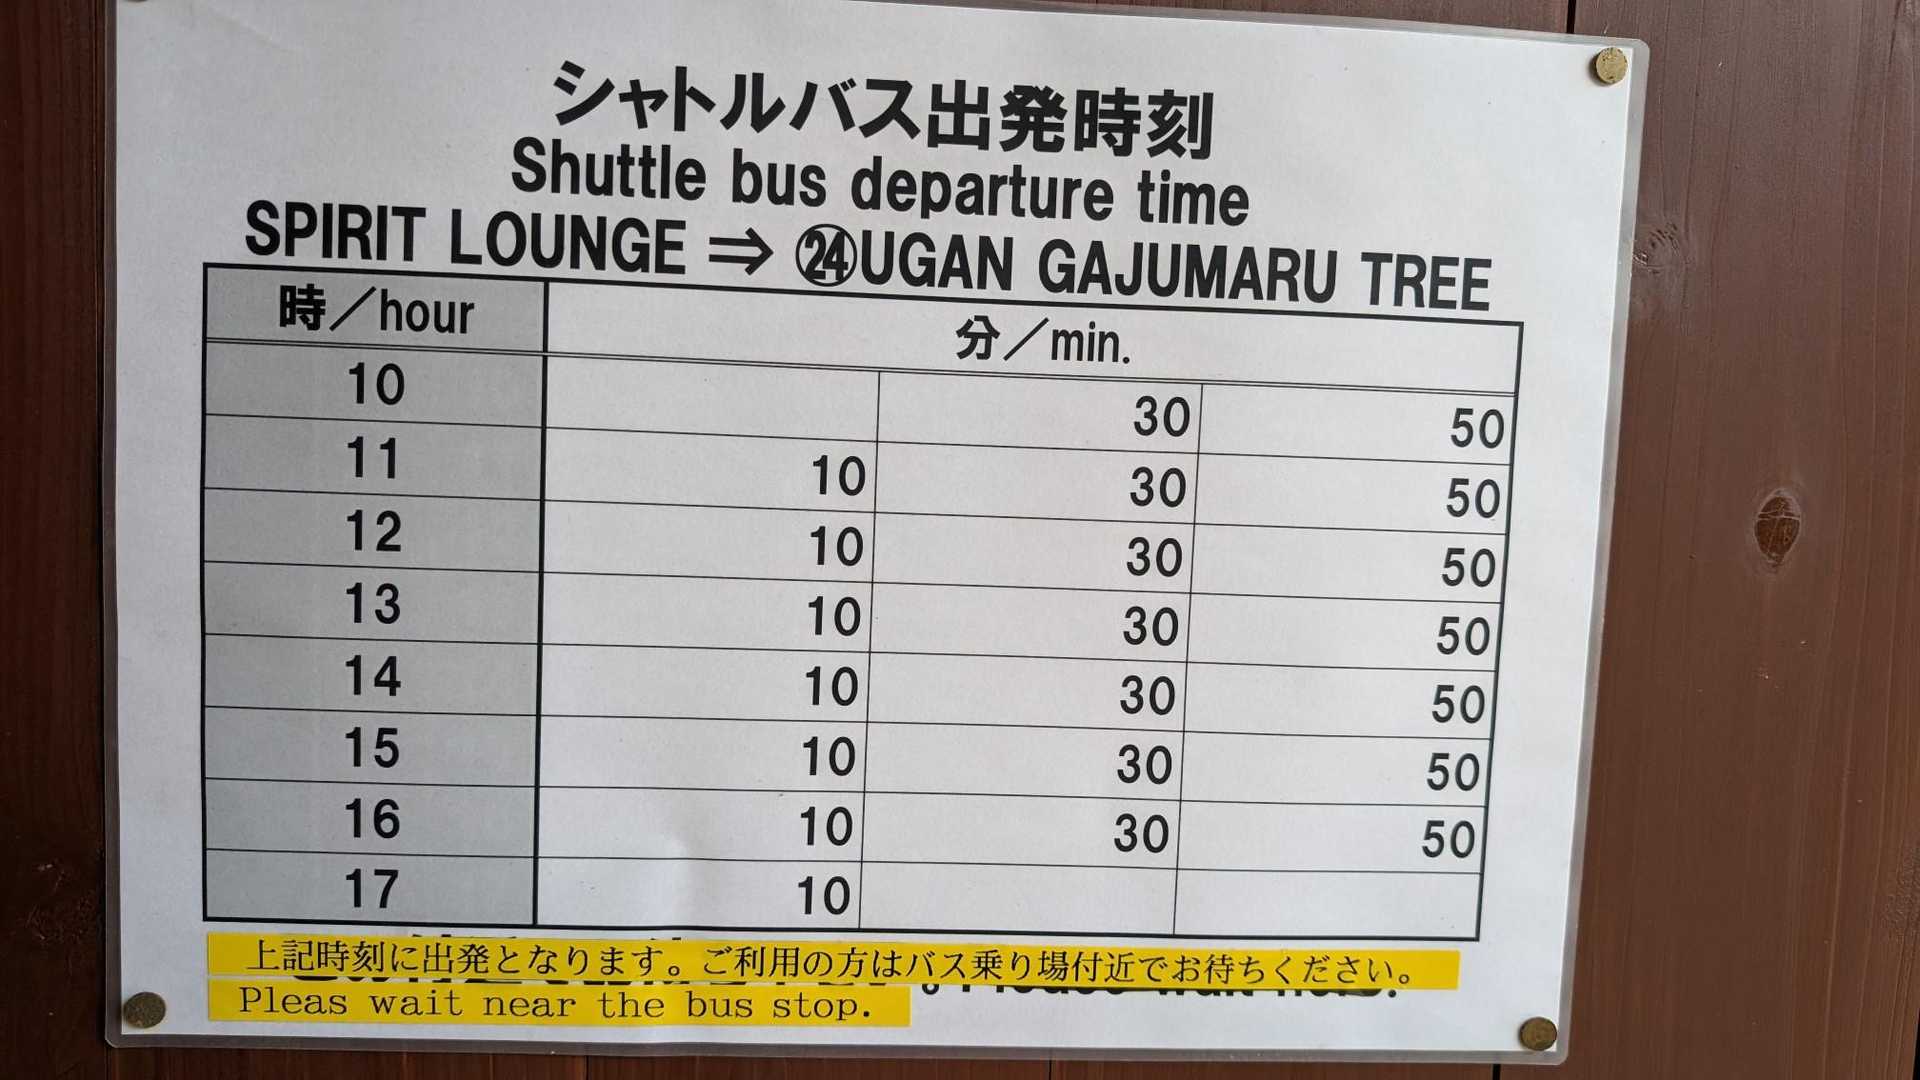 シャトルバス出発時刻
Shuttle bus departure time
SPIRIT LOUNGE ⇒ ㉔UGAN GAJUMARU TREE
時／hour 分／min.
10 30 50
11 10 30 50
12 10 30 50
13 10 30 50
14 10 30 50
15 10 30 50
16 10 30 50
17 10
上記時刻に出発となります。ご利用の方はバス乗り場付近でお待ちください。
Pleas wait near the bus stop.